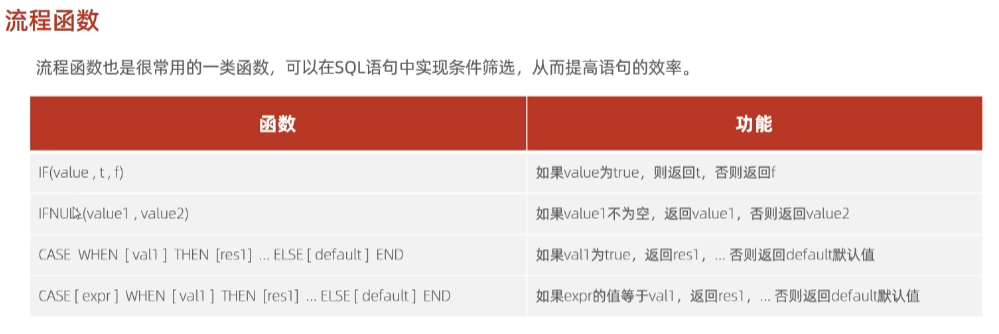 流程函数
流程函数也是很常用的一类函数，可以在SQL语句中实现条件筛选，从而提高语句的效率。
函数 功能
IF(value , t , f) 如果value为true，则返回t，否则返回f
IFNULL(value1 , value2) 如果value1不为空，返回value1，否则返回value2
CASE WHEN [ val1 ] THEN [res1] ... ELSE [ default ] END 如果val1为true，返回res1，... 否则返回default默认值
CASE [ expr ] WHEN [ val1 ] THEN [res1] ... ELSE [ default ] END 如果expr的值等于val1，返回res1，... 否则返回default默认值